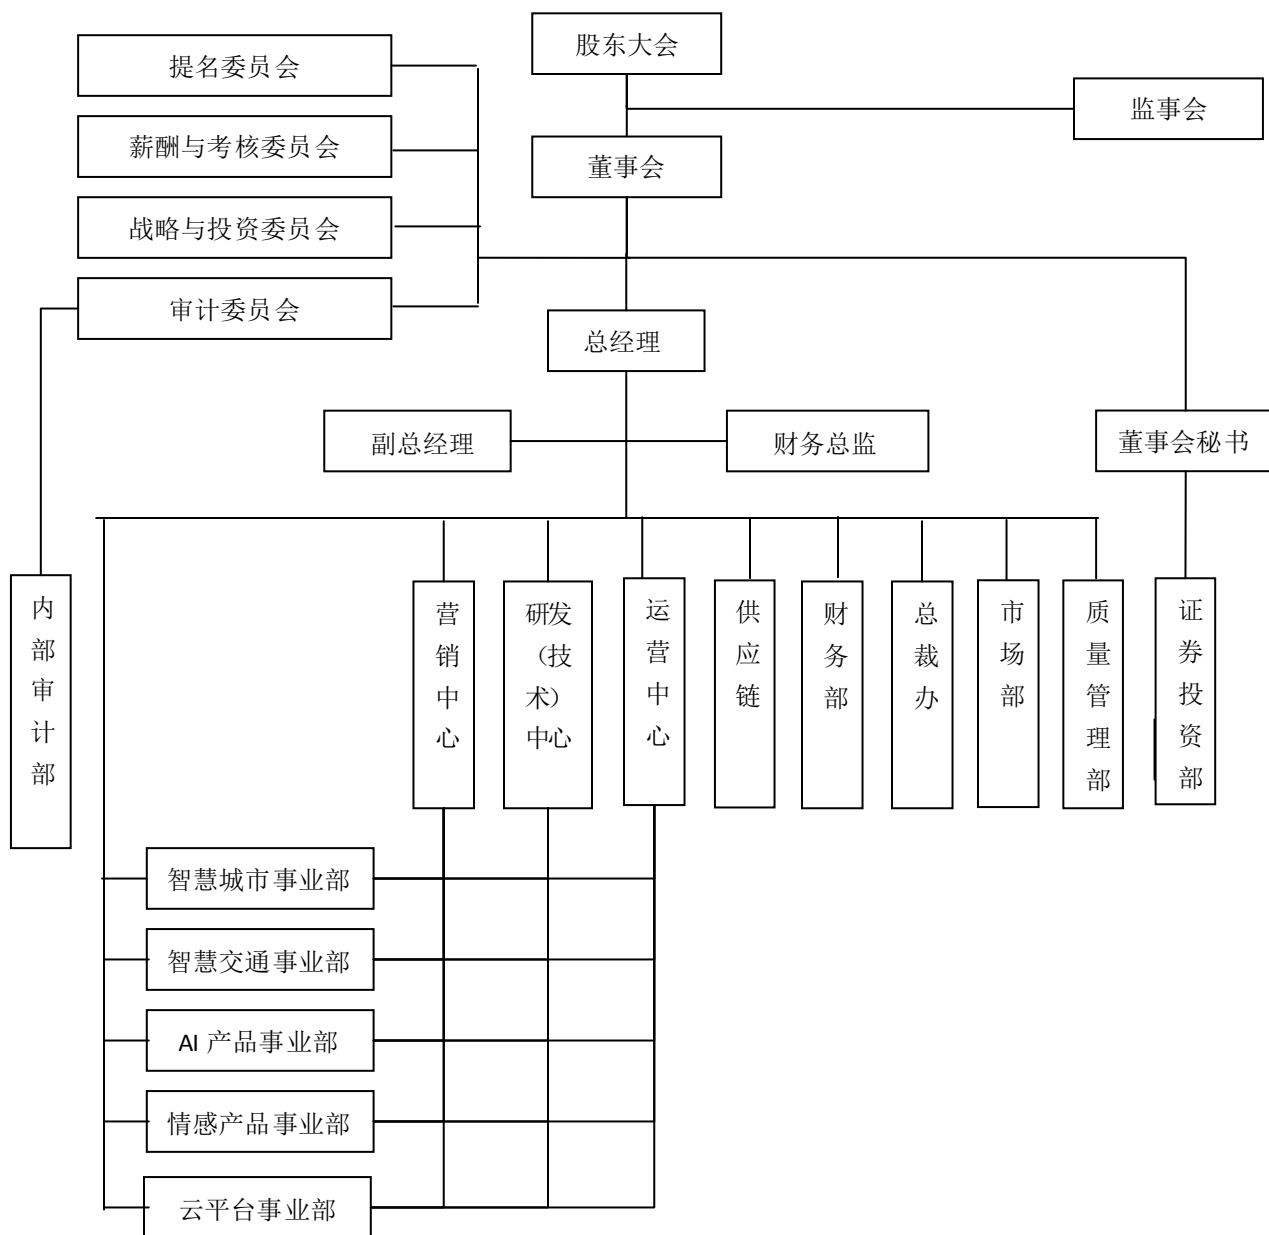 股东大会
提名委员会
监事会
薪酬与考核委员会
董事会
战略与投资委员会
审计委员会
总经理
副总经理
财务总监
董事会秘书
内部审计部
营销中心
研发
（技
术）
中心
运营中心
供应链
财务部
总裁办
市场部
质量管理部
证券投资部
智慧城市事业部
智慧交通事业部
AI 产品事业部
情感产品事业部
云平台事业部